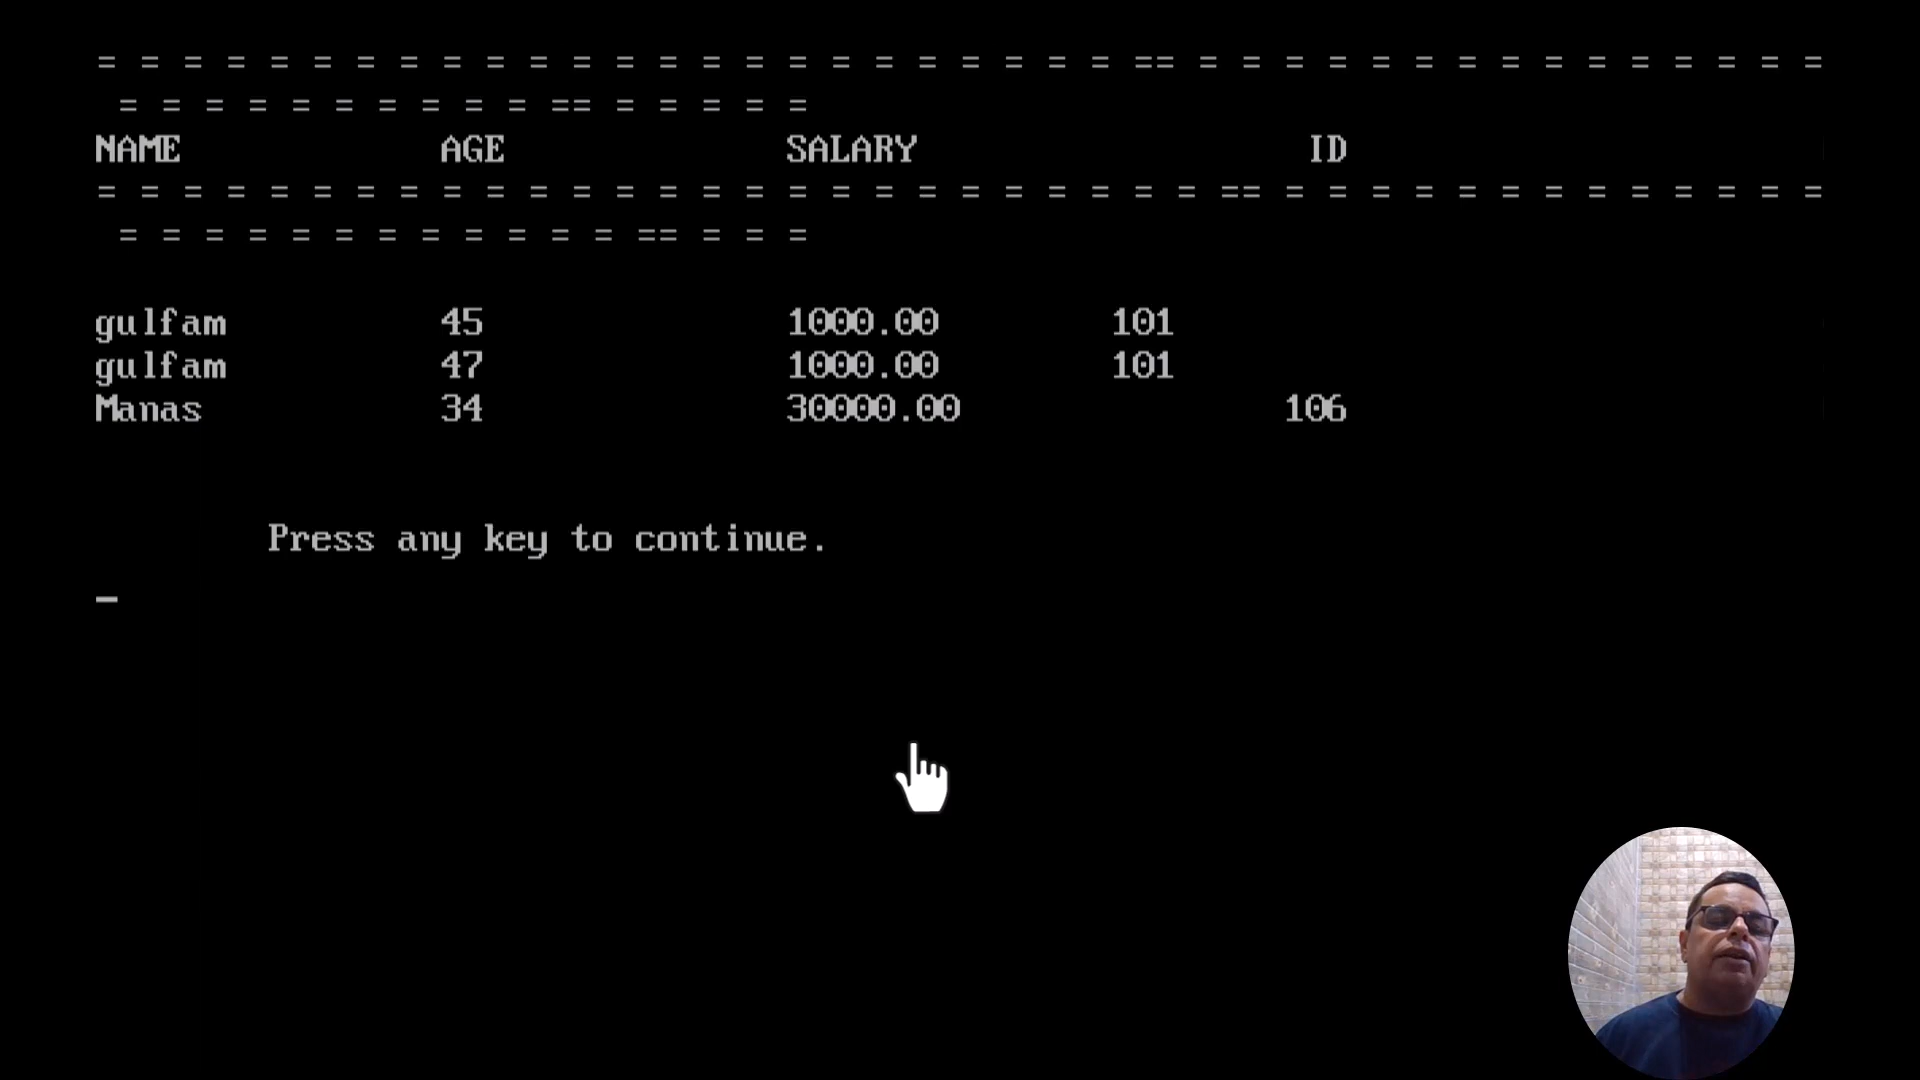 = = = = = = = = = = = = = = = = = = = = = = = = == = = = = = = = = = = = = = = =
= = = = = = = = = = == = = = = =
NAME AGE SALARY ID
= = = = = = = = = = = = = = = = = = = = = = = = = = == = = = = = = = = = = = = =
= = = = = = = = = = = = == = = =
gulfam 45 1000.00 101
gulfam 47 1000.00 101
Manas 34 30000.00 106
Press any key to continue.
_